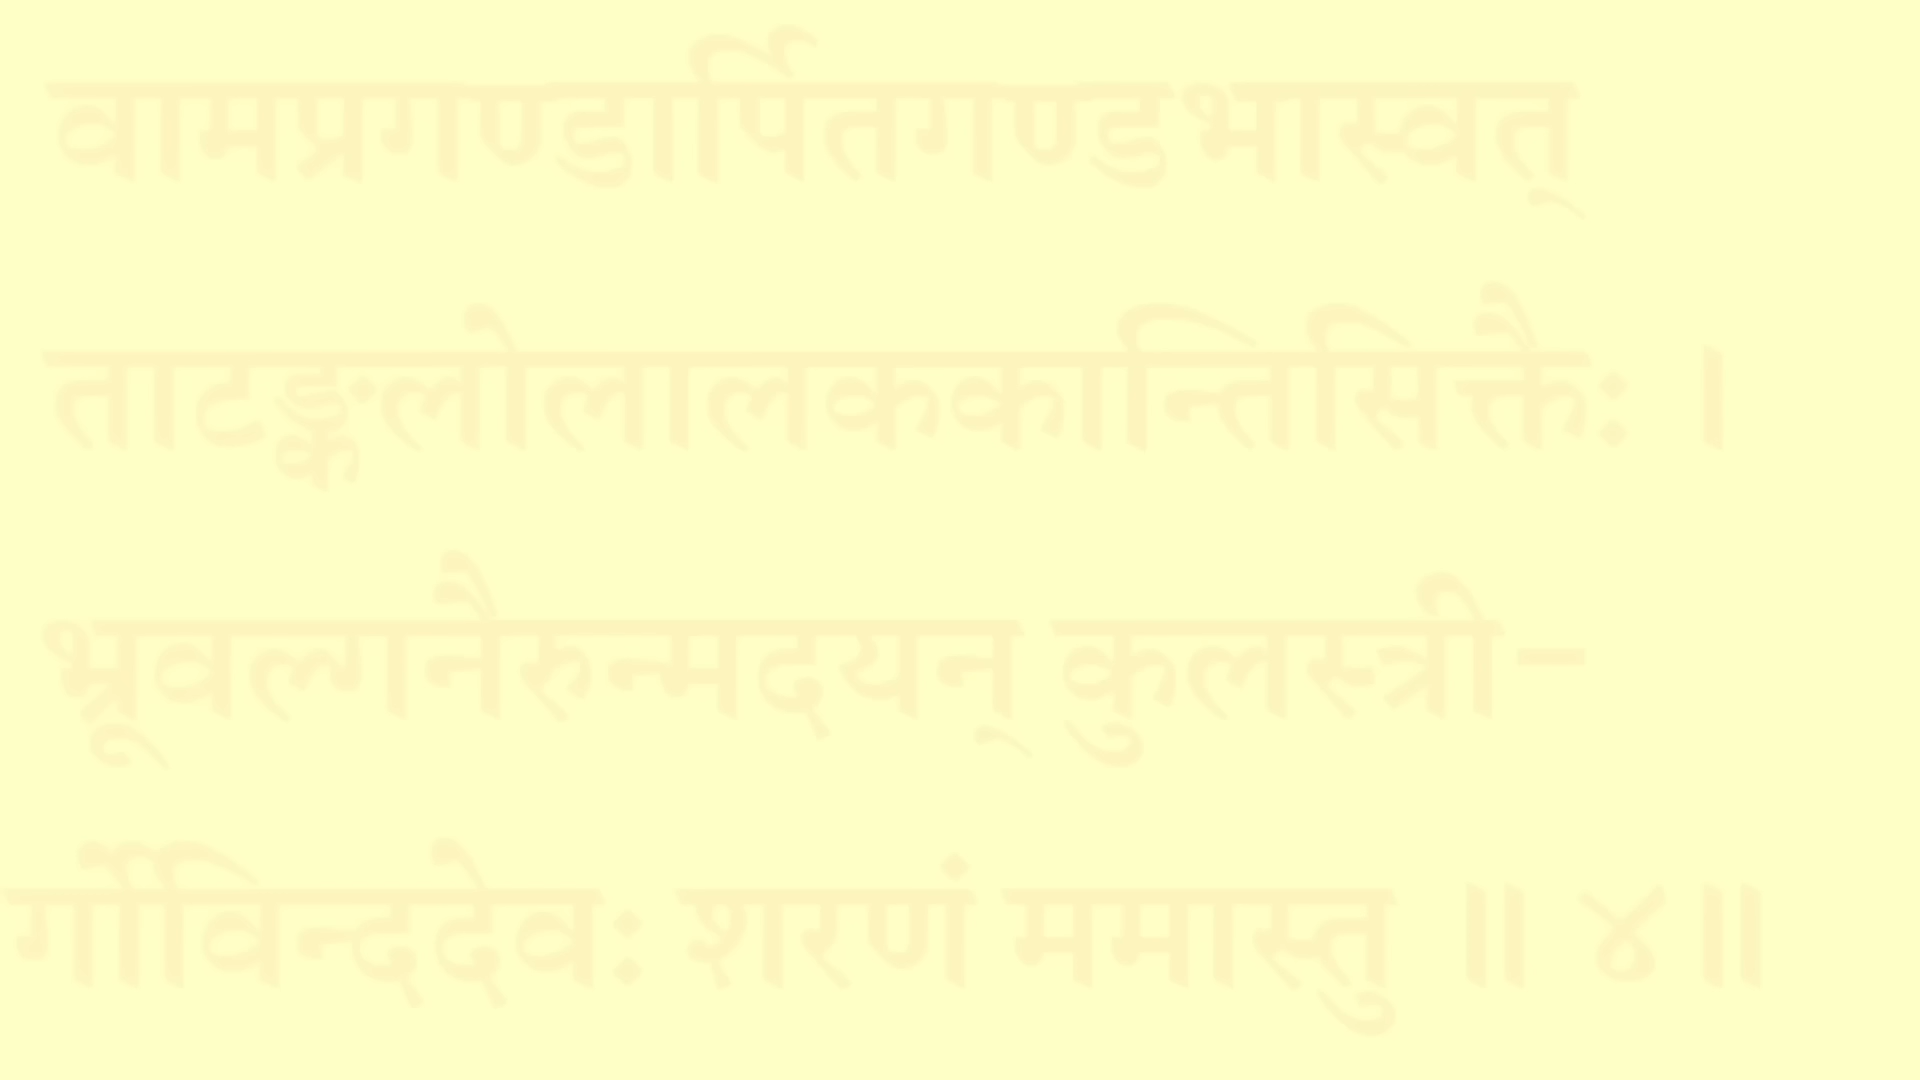 वामप्रगण्डार्पितगण्डभास्वत्
ताटङ्कलोलालककान्तिसिक्तैः ।
भ्रूवल्गनैरुन्मदयन् कुलस्त्री–
र्गोविन्ददेवः शरणं ममास्तु ॥ ४॥